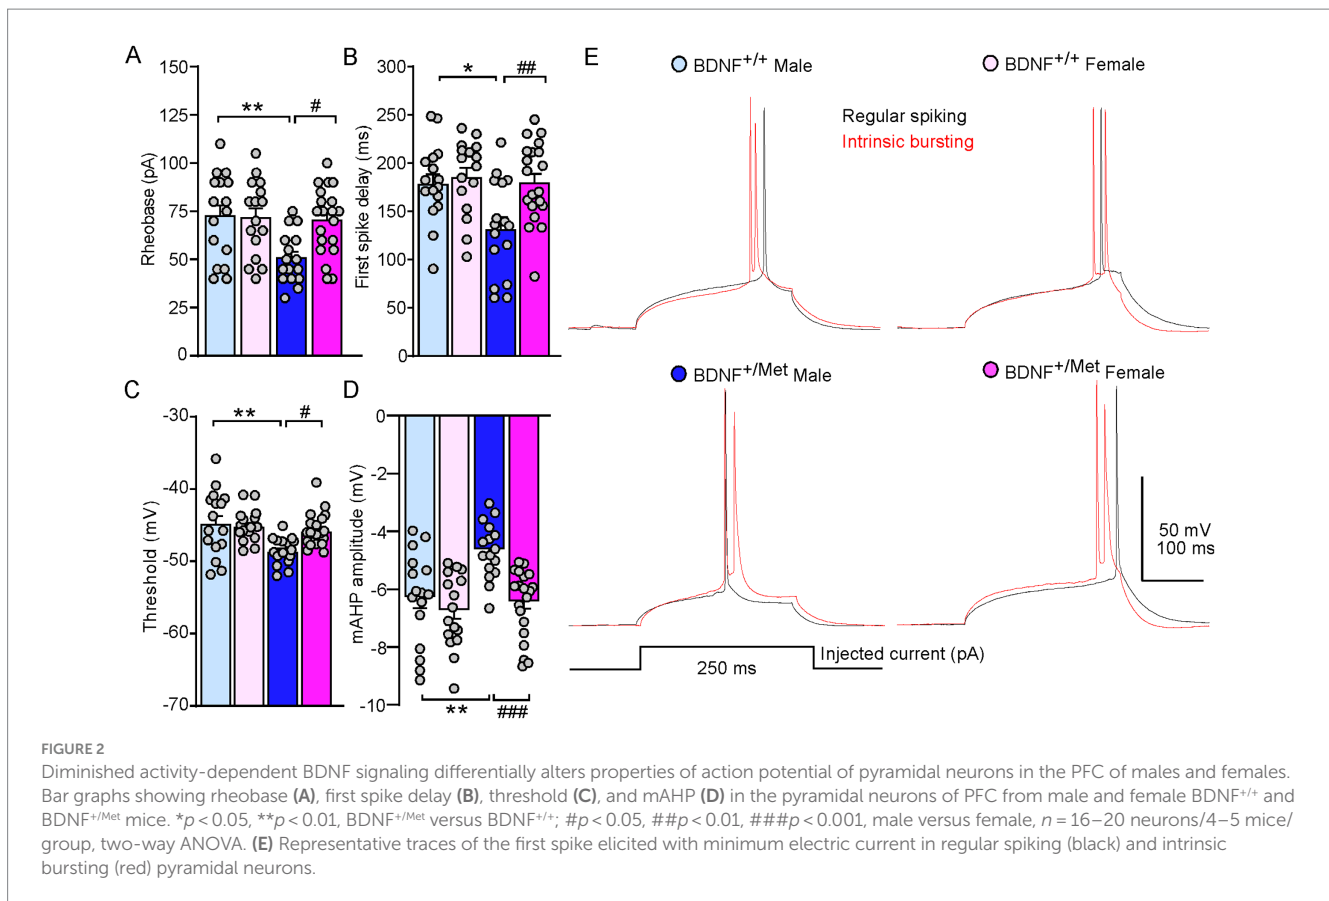 A
150
125
100
75
50
25
0
Rheobase (pA)
**
#
B
300
250
200
150
100
50
0
First spike delay (ms)
*
##
C
-30
-40
-50
-60
-70
Threshold (mV)
**
#
D
0
-2
-4
-6
-8
-10
mAHP amplitude (mV)
**
###
E
BDNF+/+ Male
BDNF+/+ Female
Regular spiking
Intrinsic bursting
BDNF+/Met Male
BDNF+/Met Female
50 mV
100 ms
Injected current (pA)
250 ms
FIGURE 2
Diminished activity-dependent BDNF signaling differentially alters properties of action potential of pyramidal neurons in the PFC of males and females.
Bar graphs showing rheobase (A), first spike delay (B), threshold (C), and mAHP (D) in the pyramidal neurons of PFC from male and female BDNF+/+ and
BDNF+/Met mice. *p < 0.05, **p < 0.01, BDNF+/Met versus BDNF+/+; #p < 0.05, ##p < 0.01, ###p < 0.001, male versus female, n = 16–20 neurons/4–5 mice/
group, two-way ANOVA. (E) Representative traces of the first spike elicited with minimum electric current in regular spiking (black) and intrinsic
bursting (red) pyramidal neurons.